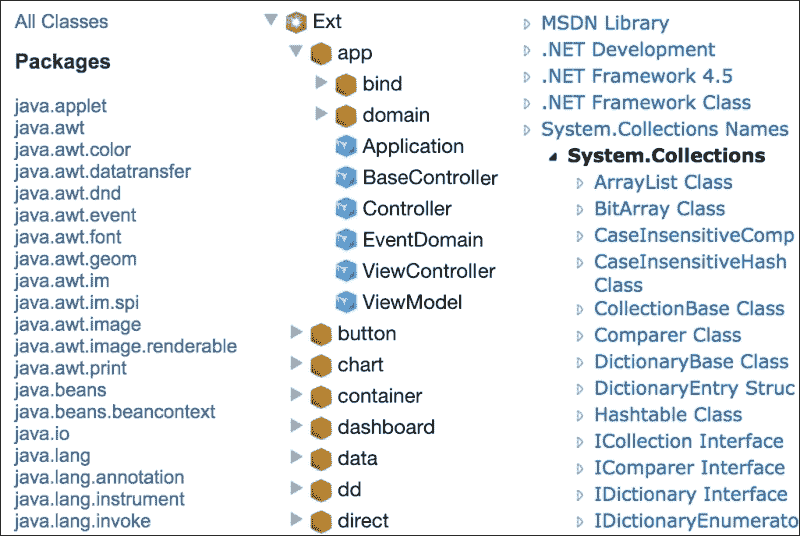 All Classes
Packages
java.applet
java.awt
java.awt.color
java.awt.datatransfer
java.awt.dnd
java.awt.event
java.awt.font
java.awt.geom
java.awt.im
java.awt.im.spi
java.awt.image
java.awt.image.renderable
java.awt.print
java.beans
java.beans.beancontext
java.io
java.lang
java.lang.annotation
java.lang.instrument
java.lang.invoke
Ext
app
bind
domain
Application
BaseController
Controller
EventDomain
ViewController
ViewModel
button
chart
container
dashboard
data
dd
direct
MSDN Library
.NET Development
.NET Framework 4.5
.NET Framework Class
System.Collections Names
System.Collections
ArrayList Class
BitArray Class
CaseInsensitiveComp
CaseInsensitiveHash
Class
CollectionBase Class
Comparer Class
DictionaryBase Class
DictionaryEntry Struc
Hashtable Class
ICollection Interface
IComparer Interface
IDictionary Interface
IDictionaryEnumerato